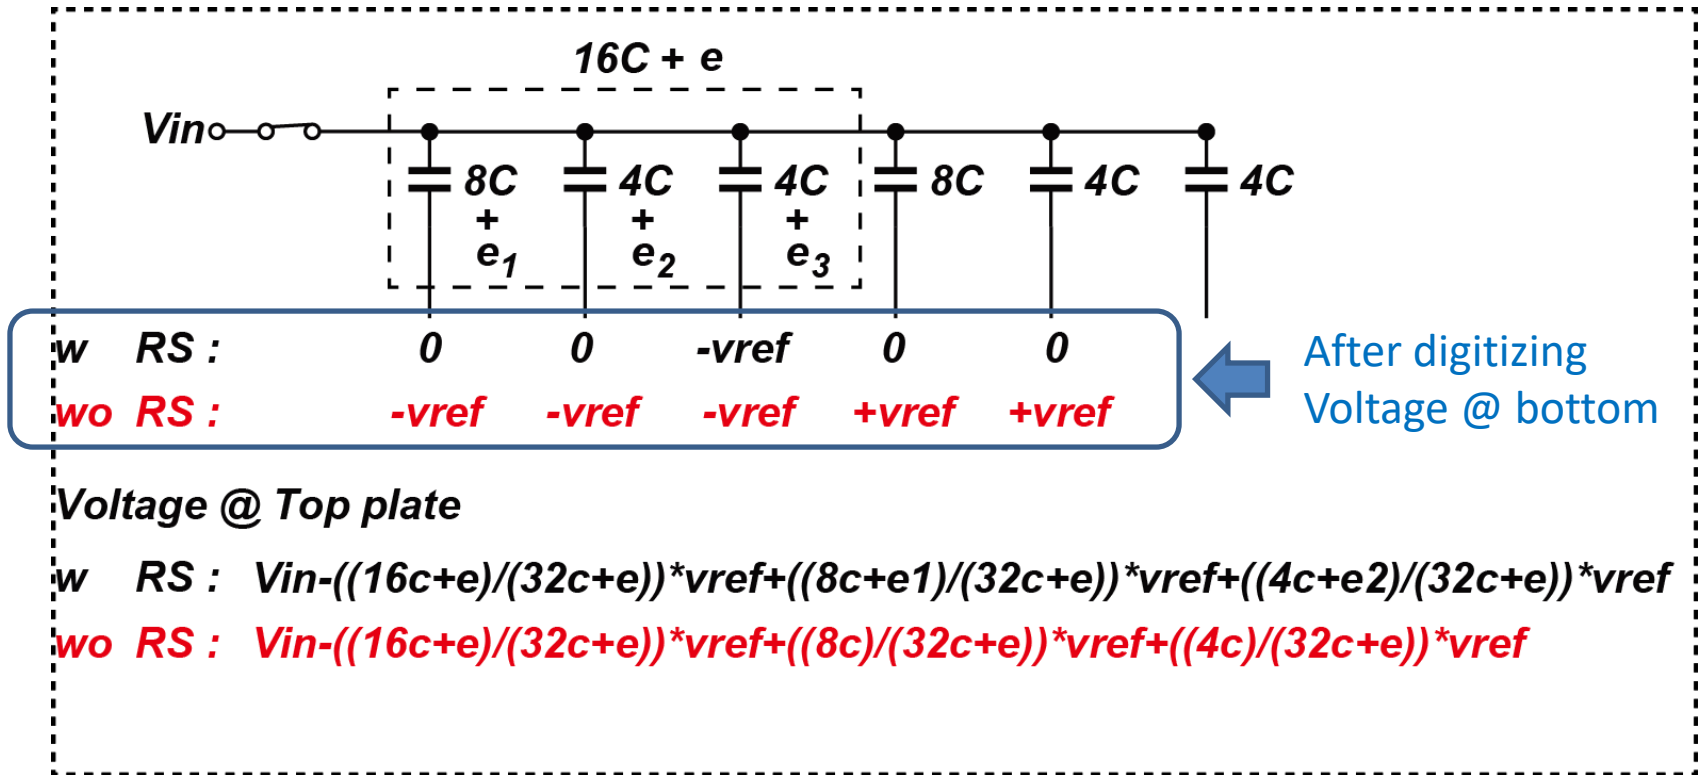 16C + e
Vin
8C 4C 4C 8C 4C 4C
+ + +
e1 e2 e3
w RS : 0 0 -vref 0 0
wo RS : -vref -vref -vref +vref +vref
After digitizing
Voltage @ bottom
Voltage @ Top plate
w RS : Vin-((16c+e)/(32c+e))*vref+((8c+e1)/(32c+e))*vref+((4c+e2)/(32c+e))*vref
wo RS : Vin-((16c+e)/(32c+e))*vref+((8c)/(32c+e))*vref+((4c)/(32c+e))*vref